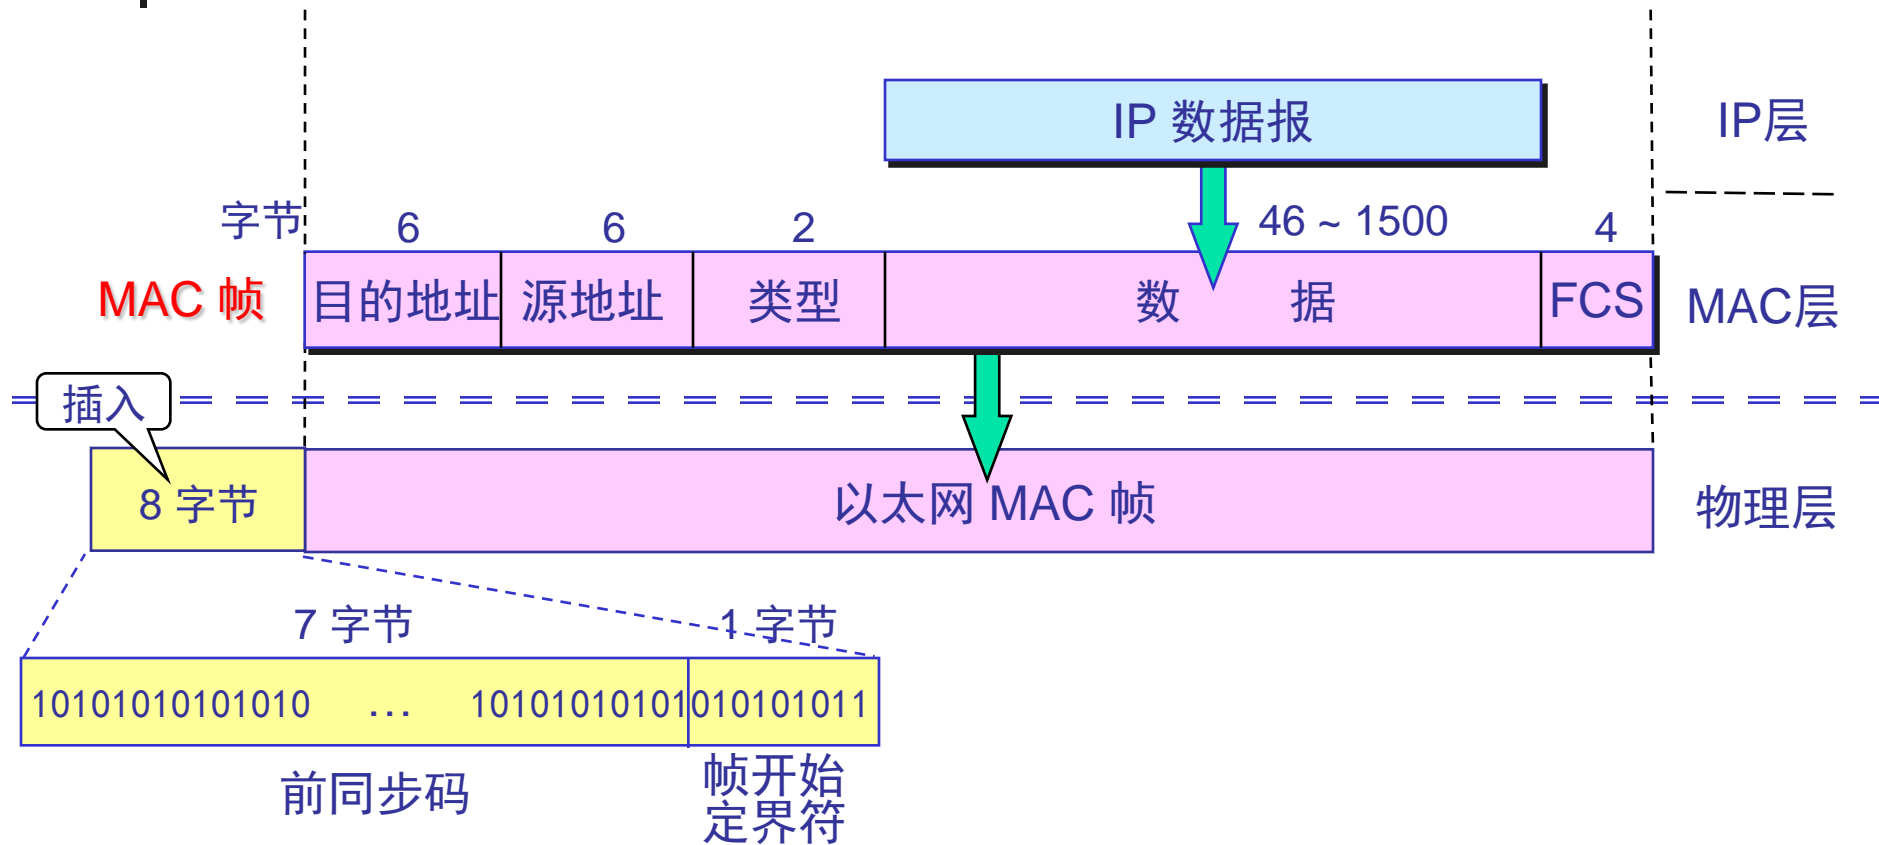 IP 数据报
IP层
字节
6
6
2
46 ~ 1500
4
MAC 帧
目的地址
源地址
类型
数 据
FCS
MAC层
插入
8 字节
以太网 MAC 帧
物理层
7 字节
1 字节
10101010101010 … 10101010101010101011
前同步码
帧开始
定界符